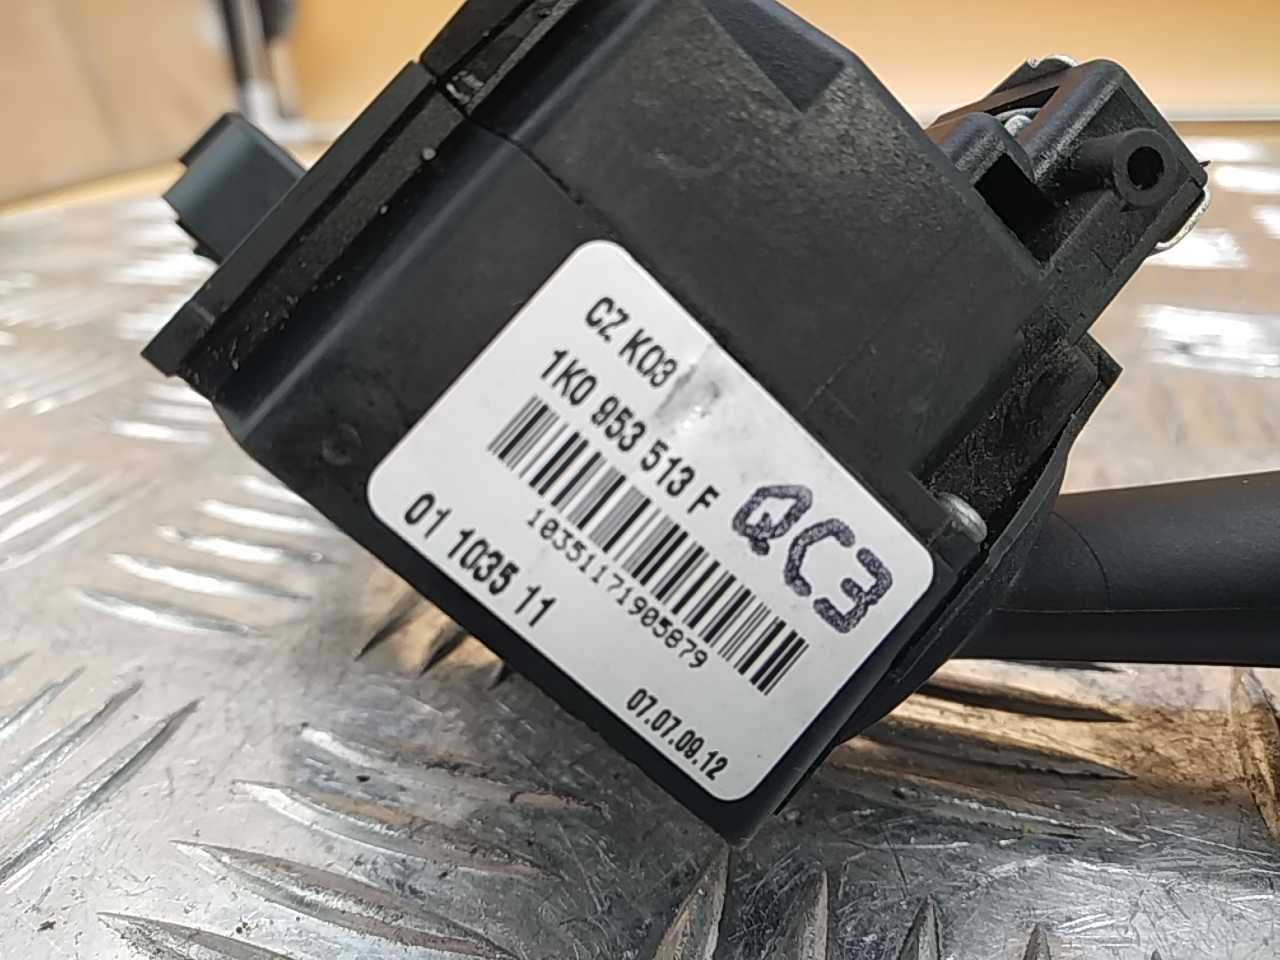 CZ K03
1K0 953 513 F
QC3
1035117190587​9
01 1035 11
07.07.09.12